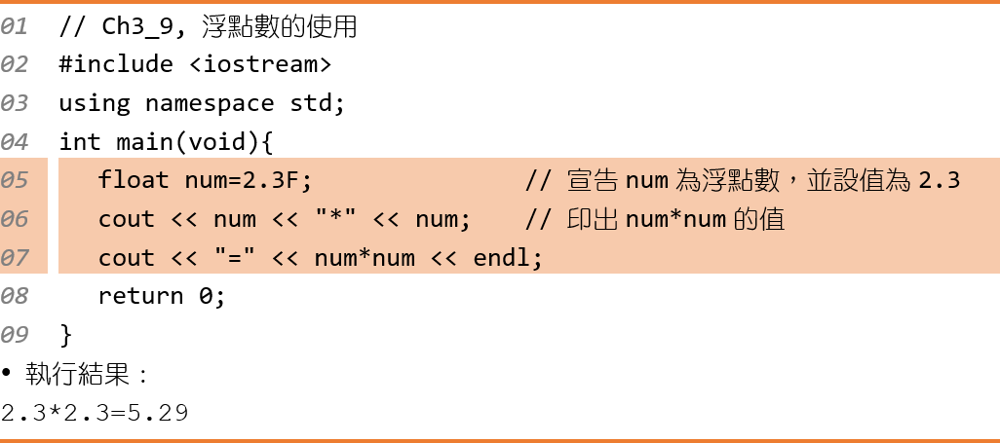 01 // Ch3_9, 浮點數的使用
02 #include <iostream>
03 using namespace std;
04 int main(void){
05 float num=2.3F; // 宣告 num 為浮點數，並設值為 2.3
06 cout << num << "*" << num; // 印出 num*num 的值
07 cout << "=" << num*num << endl;
08 return 0;
09 }
• 執行結果：
2.3*2.3=5.29